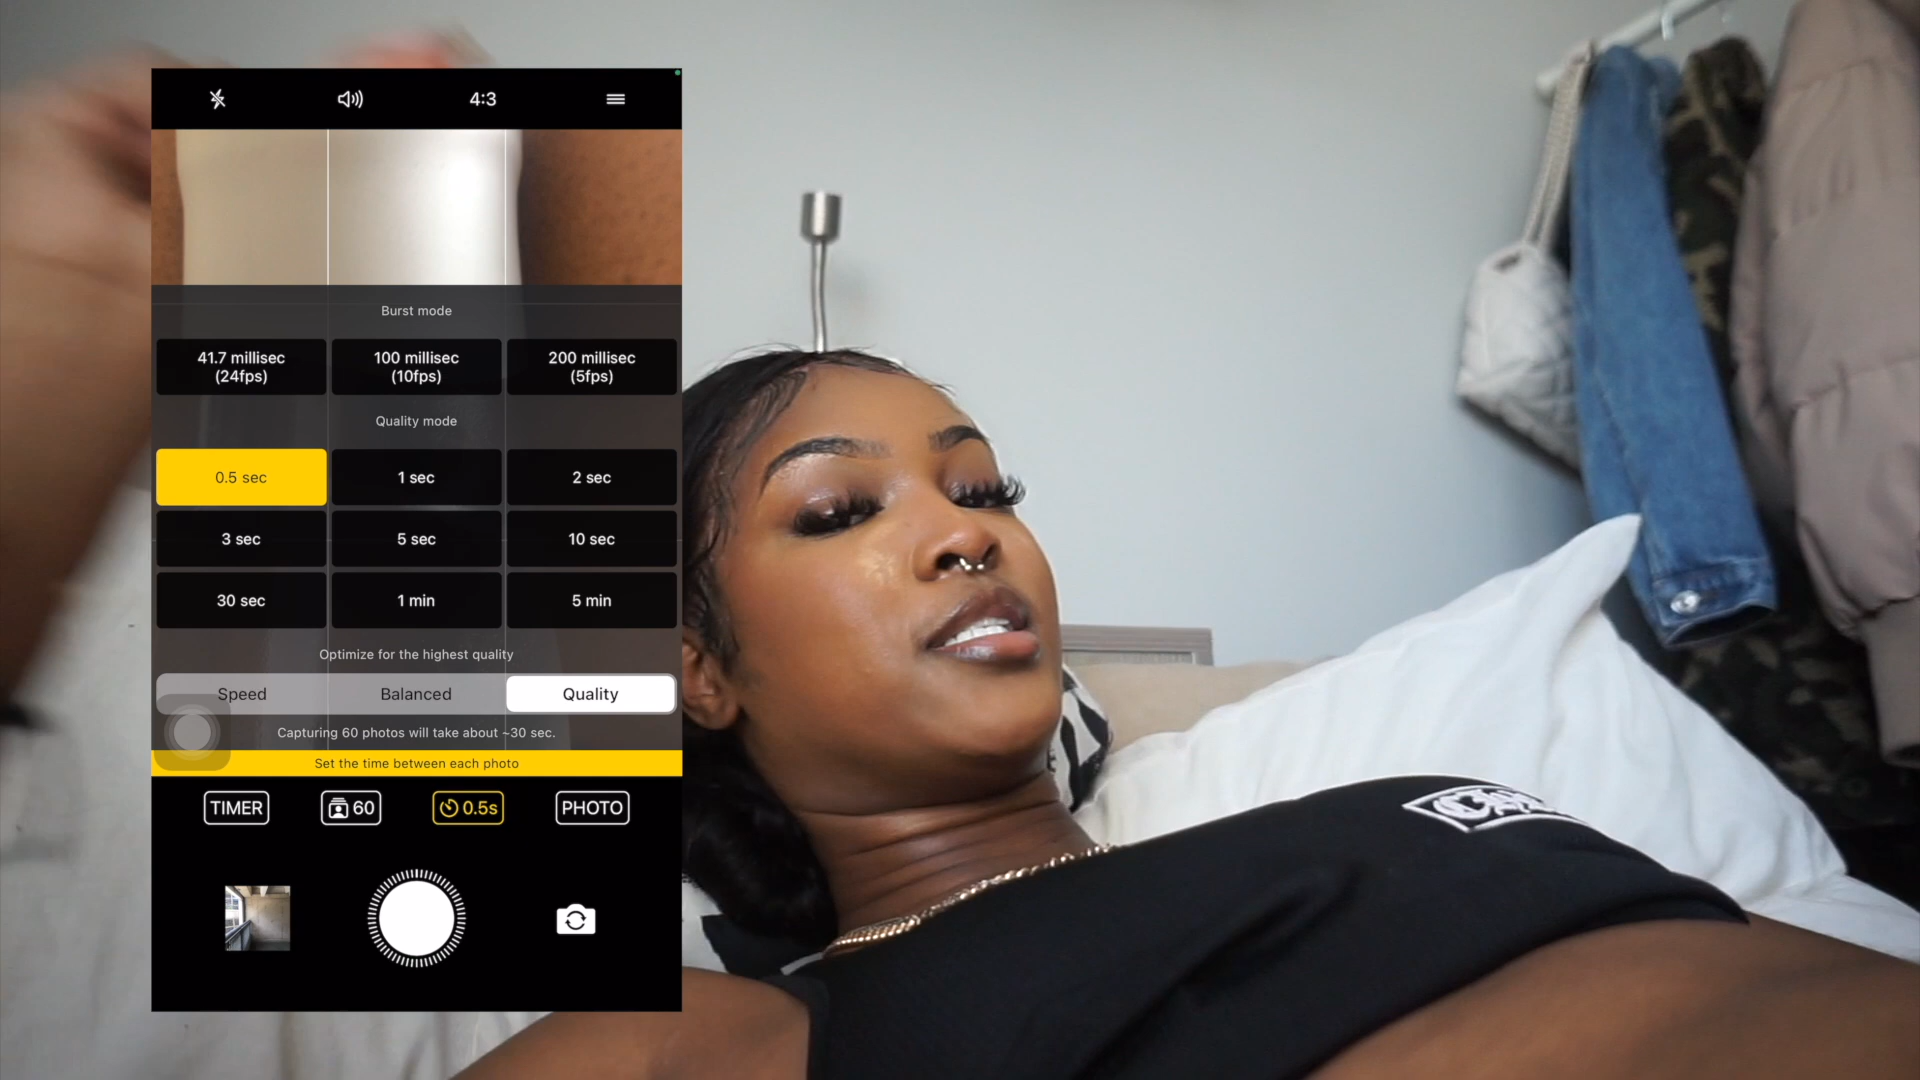 4:3
Burst mode
41.7 millisec
(24fps)
100 millisec
(10fps)
200 millisec
(5fps)
Quality mode
0.5 sec
1 sec
2 sec
3 sec
5 sec
10 sec
30 sec
1 min
5 min
Optimize for the highest quality
Speed
Balanced
Quality
Capturing 60 photos will take about ~30 sec.
Set the time between each photo
TIMER
60
0.5s
PHOTO